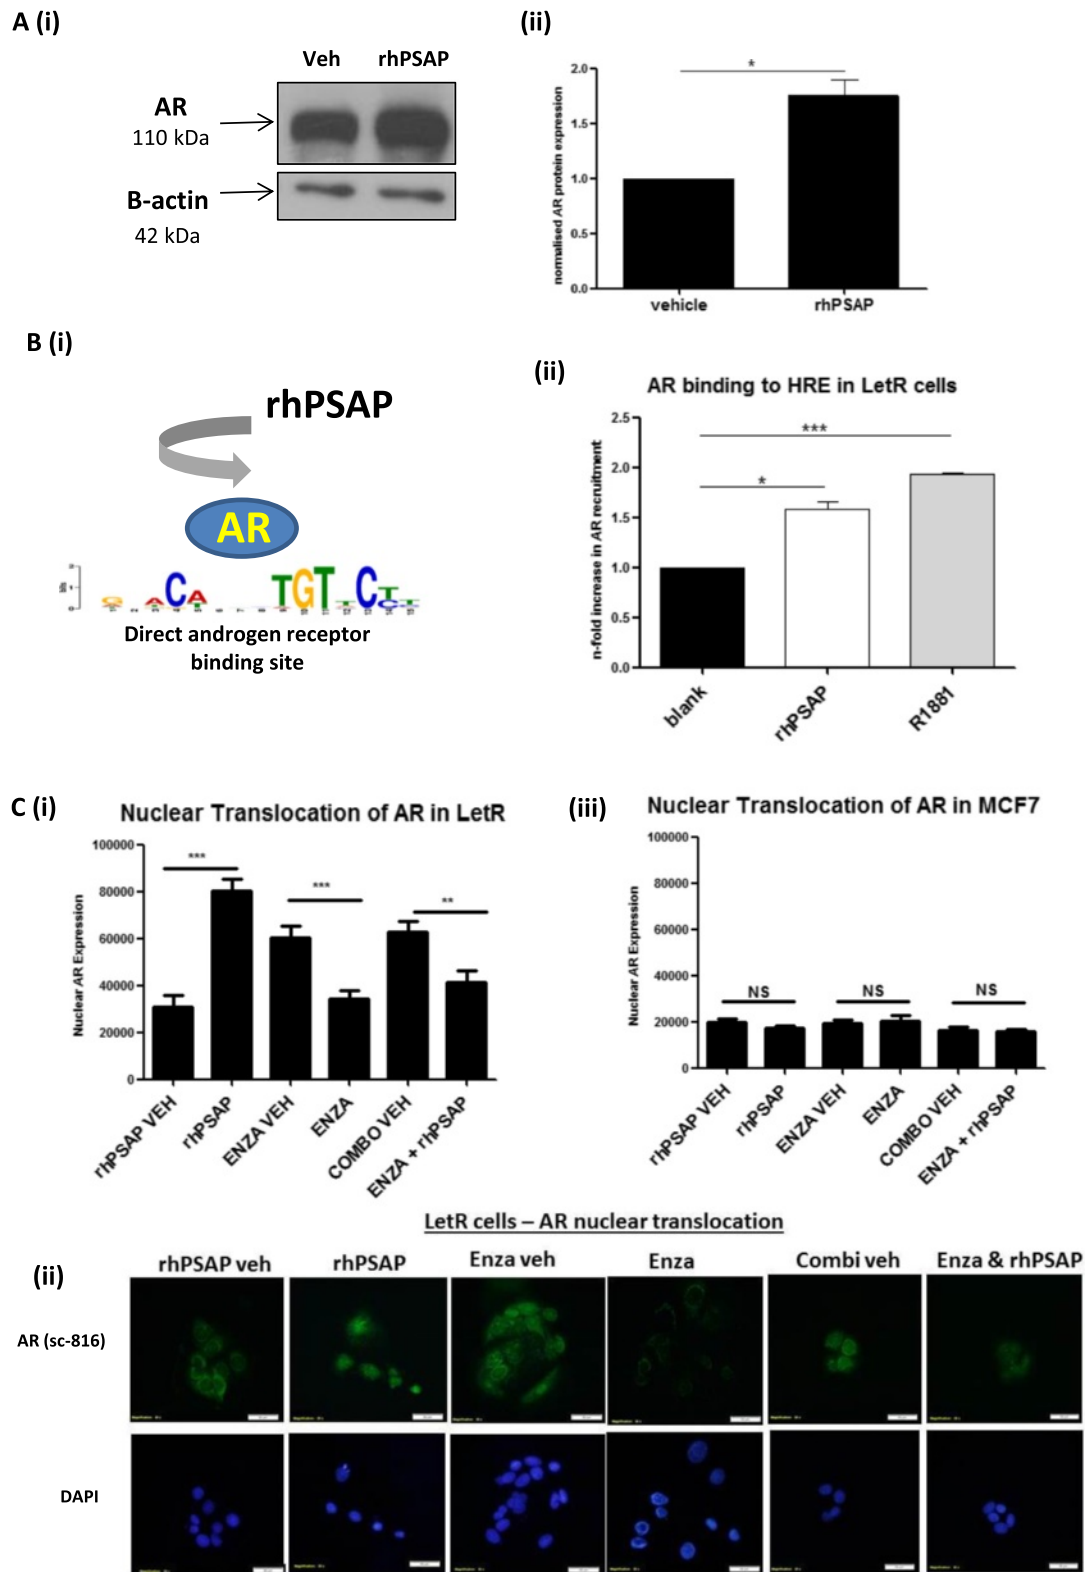 A (i)
Veh
rhPSAP
AR
110 kDa
B-actin
42 kDa
(ii)
*
2.0
1.5
1.0
0.5
0.0
normalised AR protein expression
vehicle
rhPSAP
B (i)
rhPSAP
AR
TGT
Direct androgen receptor
binding site
(ii)
AR binding to HRE in LetR cells
2.5
2.0
1.5
1.0
0.5
0.0
n-fold increase in AR recruitment
***
*
blank
rhPSAP
R1881
C (i)
Nuclear Translocation of AR in LetR
100000
80000
60000
40000
20000
0
Nuclear AR Expression
***
***
**
rhPSAP VEH
rhPSAP
ENZA VEH
ENZA
COMBO VEH
ENZA + rhPSAP
(iii)
Nuclear Translocation of AR in MCF7
100000
80000
60000
40000
20000
0
Nuclear AR Expression
NS
NS
NS
rhPSAP VEH
rhPSAP
ENZA VEH
ENZA
COMBO VEH
ENZA + rhPSAP
LetR cells – AR nuclear translocation
(ii)
rhPSAP veh
rhPSAP
Enza veh
Enza
Combi veh
Enza & rhPSAP
AR (sc-816)
DAPI